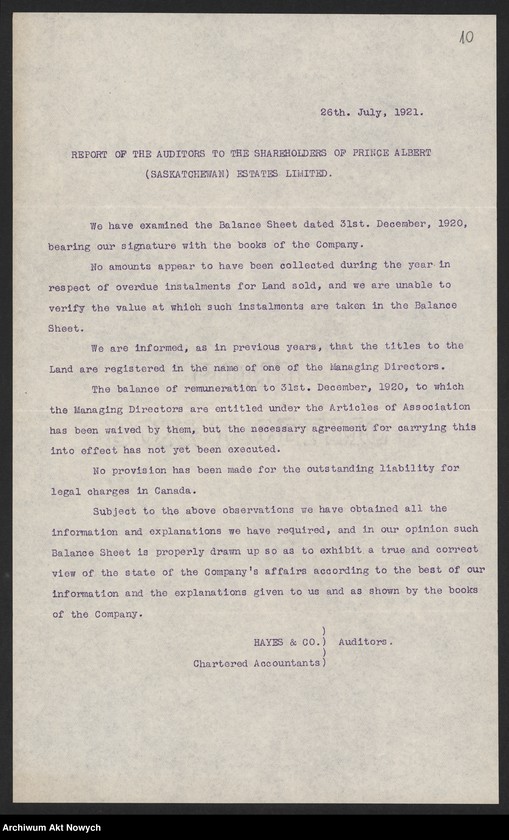 10
26th. July, 1921.
REPORT OF THE AUDITORS TO THE SHAREHOLDERS OF PRINCE ALBERT
(SASKATCHEWAN) ESTATES LIMITED.
We have examined the Balance Sheet dated 31st. December, 1920,
bearing our signature with the books of the Company.
No amounts appear to have been collected during the year in
respect of overdue instalments for Land sold, and we are unable to
verify the value at which such instalments are taken in the Balance
Sheet.
We are informed, as in previous years, that the titles to the
Land are registered in the name of one of the Managing Directors.
The balance of remuneration to 31st. December, 1920, to which
the Managing Directors are entitled under the Articles of Association
has been waived by them, but the necessary agreement for carrying this
into effect has not yet been executed.
No provision has been made for the outstanding liability for
legal charges in Canada.
Subject to the above observations we have obtained all the
information and explanations we have required, and in our opinion such
Balance Sheet is properly drawn up so as to exhibit a true and correct
view of the state of the Company's affairs according to the best of our
information and the explanations given to us and as shown by the books
of the Company.
)
HAYES & CO.) Auditors.
)
Chartered Accountants)
Archiwum Akt Nowych